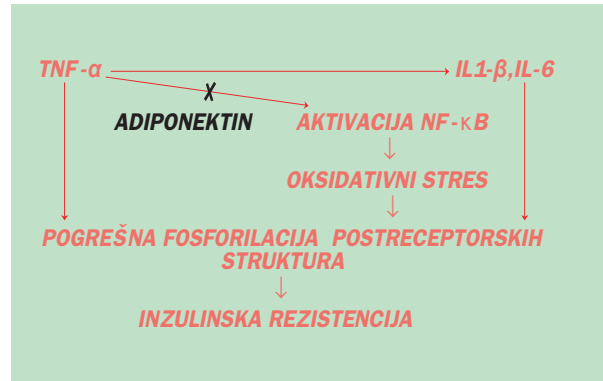 TNF-α IL1-β,IL-6
X
ADIPONEKTIN AKTIVACIJA NF-κB
OKSIDATIVNI STRES
POGREŠNA FOSFORILACIJA POSTRECEPTORSKIH
STRUKTURA
INZULINSKA REZISTENCIJA